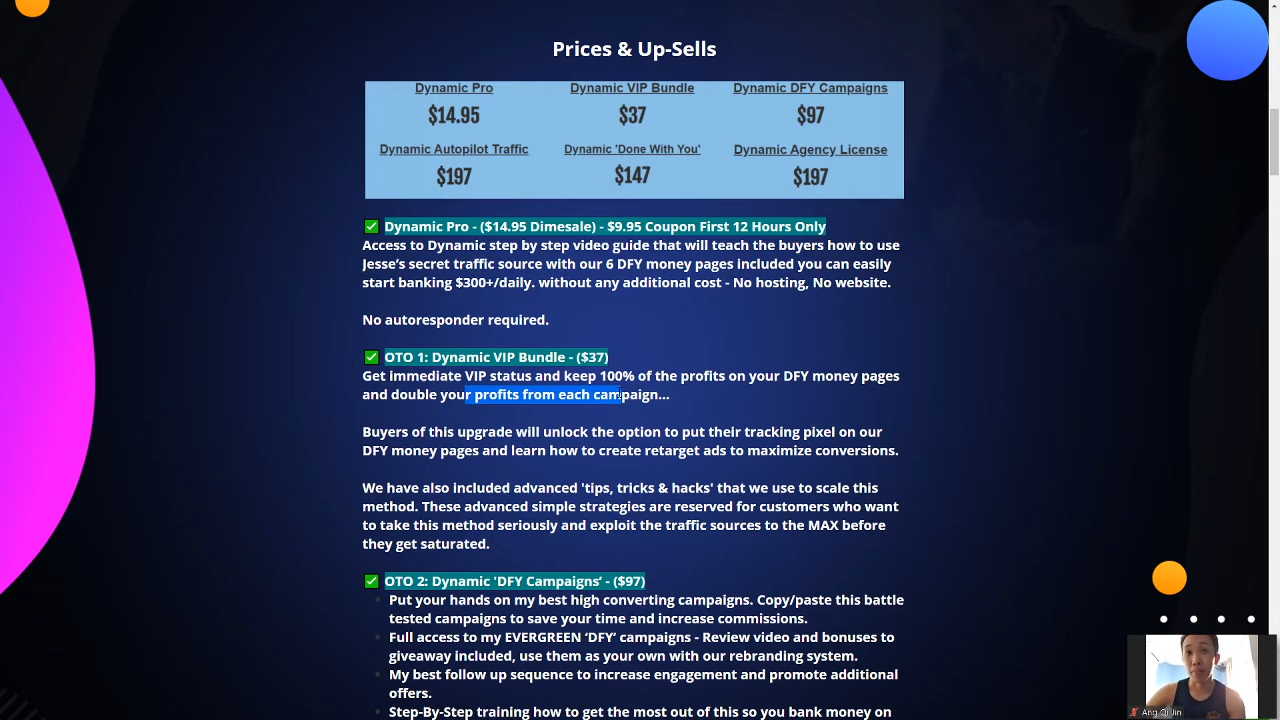 Prices & Up-Sells
Dynamic Pro
Dynamic VIP Bundle
Dynamic DFY Campaigns
$14.95
$37
$97
Dynamic Autopilot Traffic
Dynamic 'Done With You'
Dynamic Agency License
$197
$147
$197
✅ Dynamic Pro - ($14.95 Dimesale) - $9.95 Coupon First 12 Hours Only
Access to Dynamic step by step video guide that will teach the buyers how to use
Jesse’s secret traffic source with our 6 DFY money pages included you can easily
start banking $300+/daily. without any additional cost - No hosting, No website.
No autoresponder required.
✅ OTO 1: Dynamic VIP Bundle - ($37)
Get immediate VIP status and keep 100% of the profits on your DFY money pages
and double your profits from each campaign...
Buyers of this upgrade will unlock the option to put their tracking pixel on our
DFY money pages and learn how to create retarget ads to maximize conversions.
We have also included advanced 'tips, tricks & hacks' that we use to scale this
method. These advanced simple strategies are reserved for customers who want
to take this method seriously and exploit the traffic sources to the MAX before
they get saturated.
✅ OTO 2: Dynamic 'DFY Campaigns’ - ($97)
Put your hands on my best high converting campaigns. Copy/paste this battle
tested campaigns to save your time and increase commissions.
Full access to my EVERGREEN ‘DFY’ campaigns - Review video and bonuses to
giveaway included, use them as your own with our rebranding system.
My best follow up sequence to increase engagement and promote additional
offers.
Step-By-Step training how to get the most out of this so you bank money on